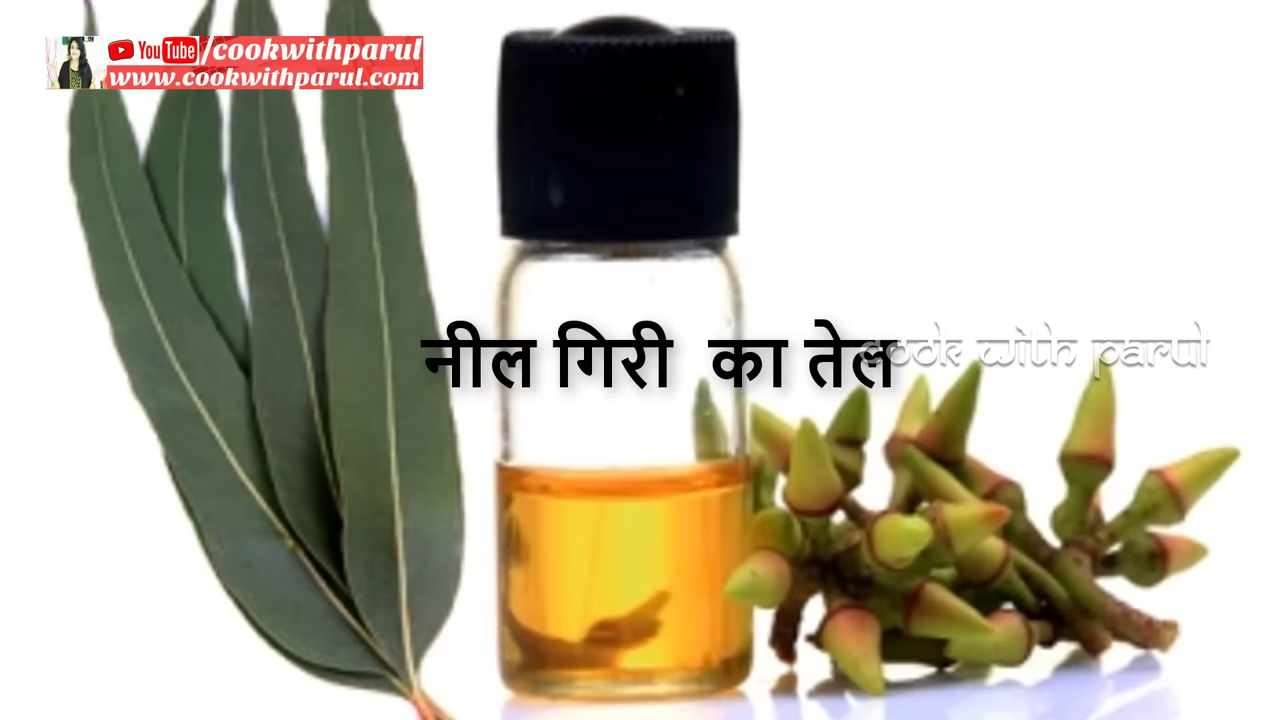 YouTube/cookwithparul
www.cookwithparul.com
नील गिरी का तेल
cook with parul